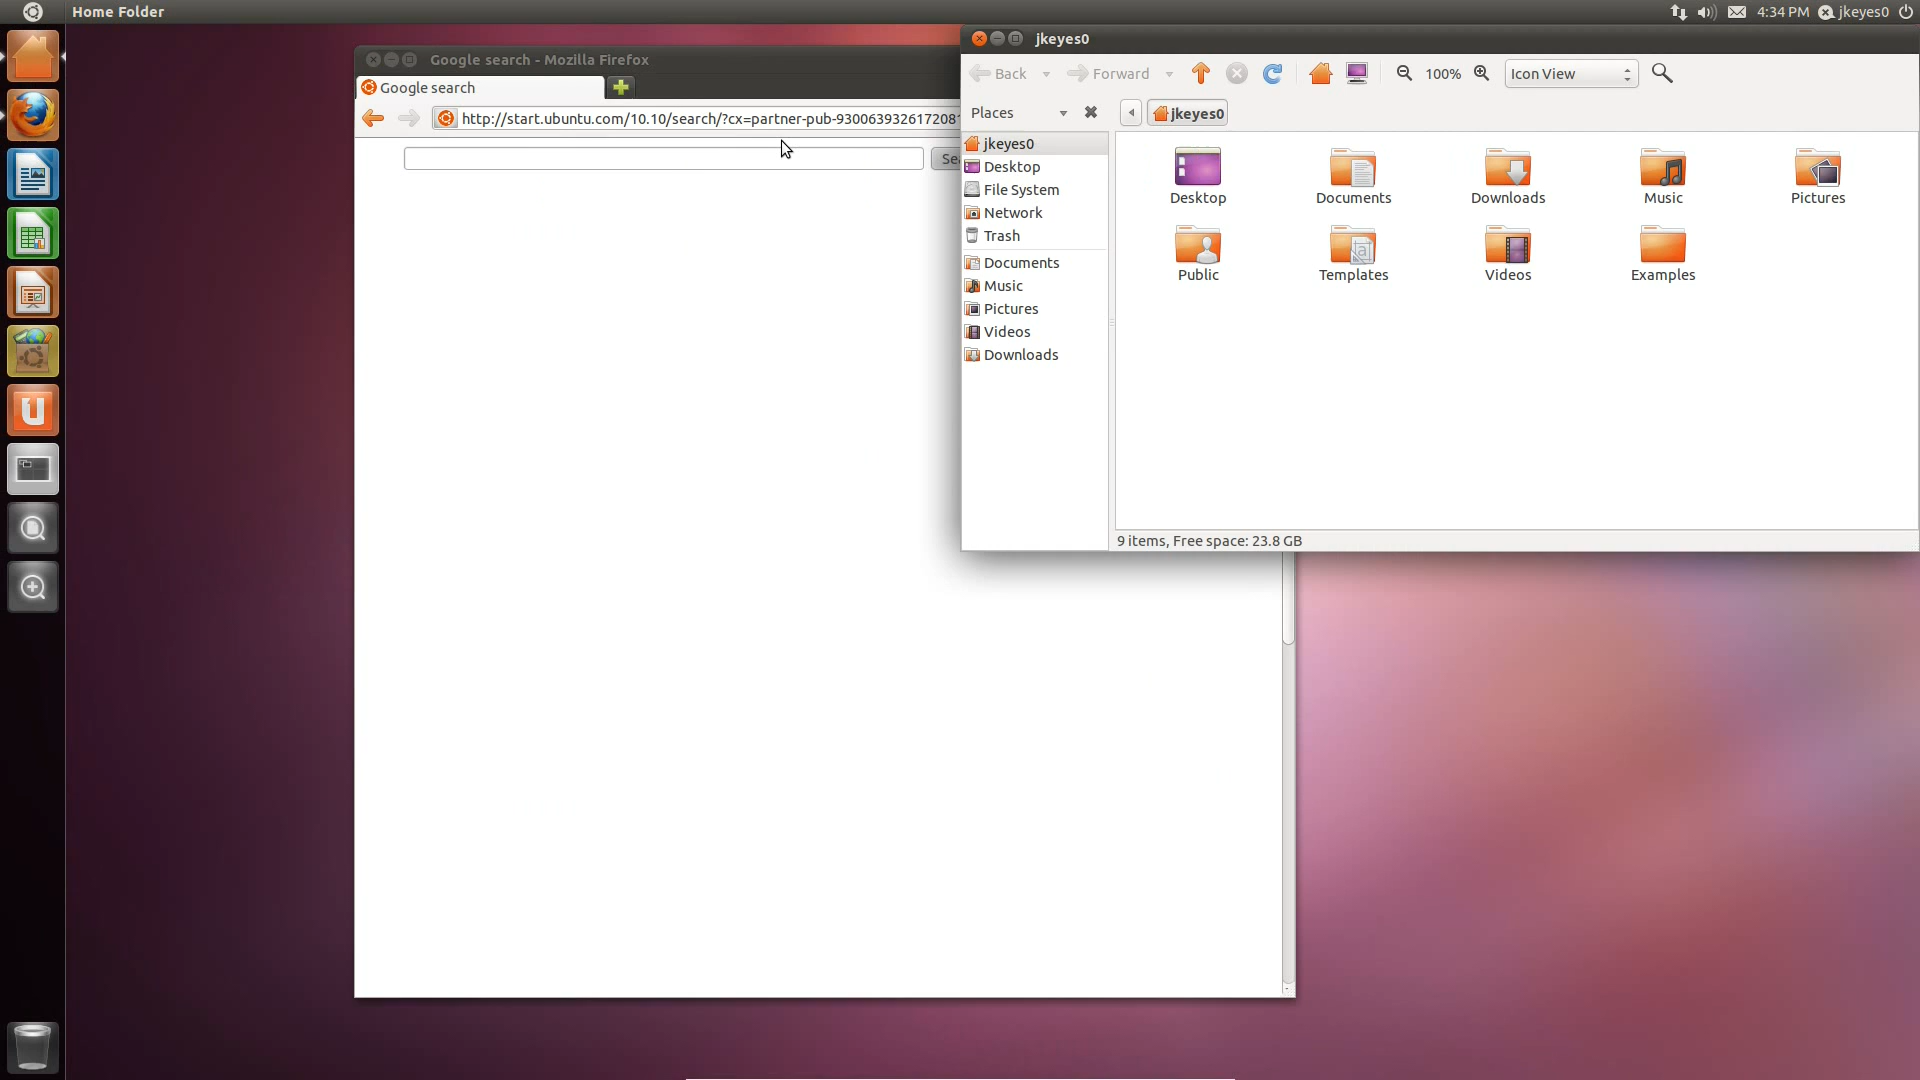 Home Folder
4:34 PM jkeyes0
Google search - Mozilla Firefox
Google search
http://start.ubuntu.com/10.10/search/?cx=partner-pub-9300639326172081
Sea
jkeyes0
Back Forward 100% Icon View
Places jkeyes0
jkeyes0
Desktop
File System
Network
Trash
Documents
Music
Pictures
Videos
Downloads
Desktop Documents Downloads Music Pictures
Public Templates Videos Examples
9 items, Free space: 23.8 GB